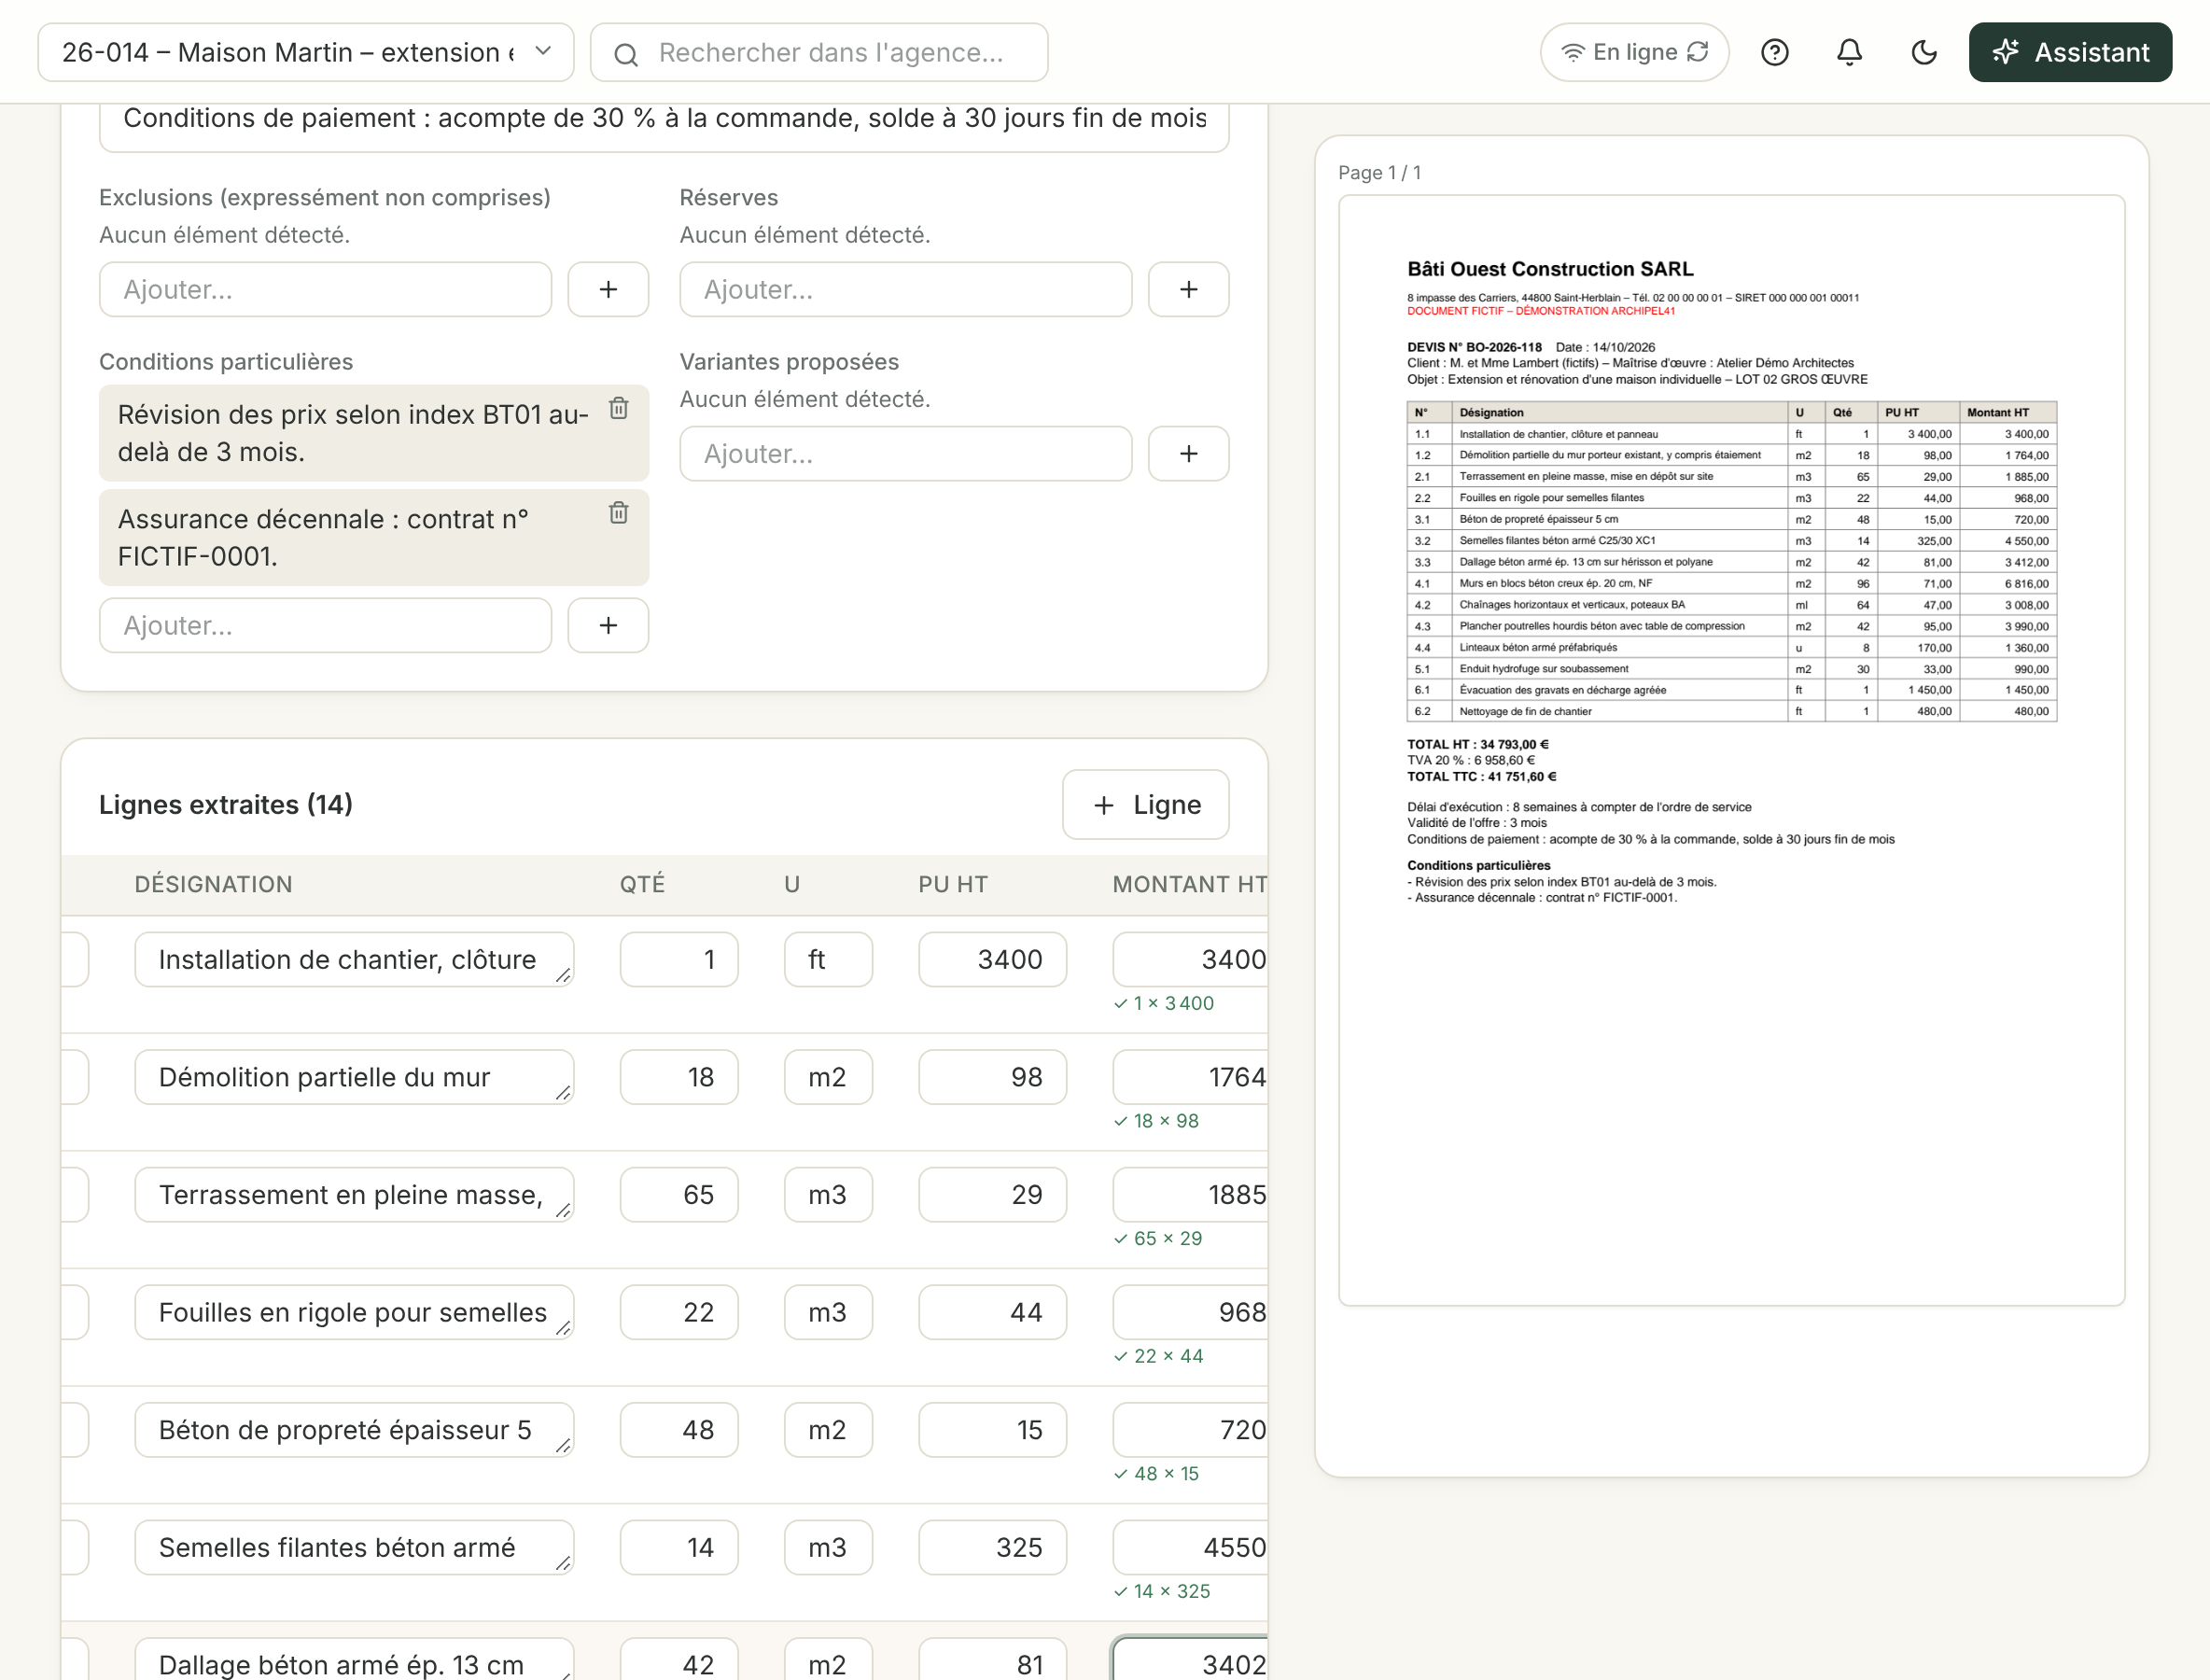 26-014 – Maison Martin – extension e
Rechercher dans l'agence...
En ligne
Assistant
Conditions de paiement : acompte de 30 % à la commande, solde à 30 jours fin de mois
Exclusions (expressément non comprises)
Aucun élément détecté.
Ajouter...
Réserves
Aucun élément détecté.
Ajouter...
Conditions particulières
Révision des prix selon index BT01 au-
delà de 3 mois.
Assurance décennale : contrat n°
FICTIF-0001.
Ajouter...
Variantes proposées
Aucun élément détecté.
Ajouter...
Lignes extraites (14)
+ Ligne
DÉSIGNATION QTÉ U PU HT MONTANT HT
Installation de chantier, clôture 1 ft 3400 3400
✓ 1 × 3 400
Démolition partielle du mur 18 m2 98 1764
✓ 18 × 98
Terrassement en pleine masse, 65 m3 29 1885
✓ 65 × 29
Fouilles en rigole pour semelles 22 m3 44 968
✓ 22 × 44
Béton de propreté épaisseur 5 48 m2 15 720
✓ 48 × 15
Semelles filantes béton armé 14 m3 325 4550
✓ 14 × 325
Dallage béton armé ép. 13 cm 42 m2 81 3402
Page 1 / 1
Bâti Ouest Construction SARL
8 impasse des Carriers, 44800 Saint-Herblain – Tél. 02 00 00 00 01 – SIRET 000 000 001 00011
DOCUMENT FICTIF – DÉMONSTRATION ARCHIPEL41
DEVIS N° BO-2026-118 Date : 14/10/2026
Client : M. et Mme Lambert (fictifs) – Maîtrise d'œuvre : Atelier Démo Architectes
Objet : Extension et rénovation d'une maison individuelle – LOT 02 GROS ŒUVRE
N° Désignation U Qté PU HT Montant HT
1.1 Installation de chantier, clôture et panneau ft 1 3 400,00 3 400,00
1.2 Démolition partielle du mur porteur existant, y compris étaiement m2 18 98,00 1 764,00
2.1 Terrassement en pleine masse, mise en dépôt sur site m3 65 29,00 1 885,00
2.2 Fouilles en rigole pour semelles filantes m3 22 44,00 968,00
3.1 Béton de propreté épaisseur 5 cm m2 48 15,00 720,00
3.2 Semelles filantes béton armé C25/30 XC1 m3 14 325,00 4 550,00
3.3 Dallage béton armé ép. 13 cm sur hérisson et polyane m2 42 81,00 3 412,00
4.1 Murs en blocs béton creux ép. 20 cm, NF m2 96 71,00 6 816,00
4.2 Chaînages horizontaux et verticaux, poteaux BA ml 64 47,00 3 008,00
4.3 Plancher poutrelles hourdis béton avec table de compression m2 42 95,00 3 990,00
4.4 Linteaux béton armé préfabriqués u 8 170,00 1 360,00
5.1 Enduit hydrofuge sur soubassement m2 30 33,00 990,00
6.1 Évacuation des gravats en décharge agréée ft 1 1 450,00 1 450,00
6.2 Nettoyage de fin de chantier ft 1 480,00 480,00
TOTAL HT : 34 793,00 €
TVA 20 % : 6 958,60 €
TOTAL TTC : 41 751,60 €
Délai d'exécution : 8 semaines à compter de l'ordre de service
Validité de l'offre : 3 mois
Conditions de paiement : acompte de 30 % à la commande, solde à 30 jours fin de mois
Conditions particulières
- Révision des prix selon index BT01 au-delà de 3 mois.
- Assurance décennale : contrat n° FICTIF-0001.